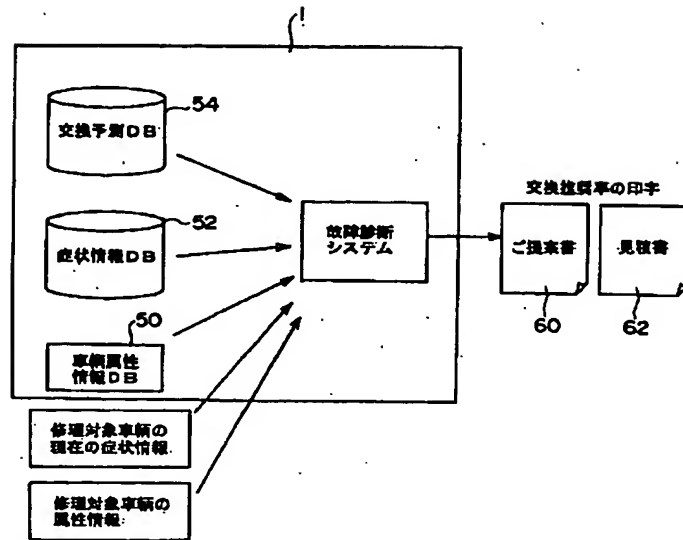 1
54
交換予測DB
52
症状情報DB
50
車輌属性
情報DB
故障診断
システム
交換推奨率の印字
ご提案書
見積書
60
62
修理対象車輌の
現在の症状情報
修理対象車輌の
属性情報